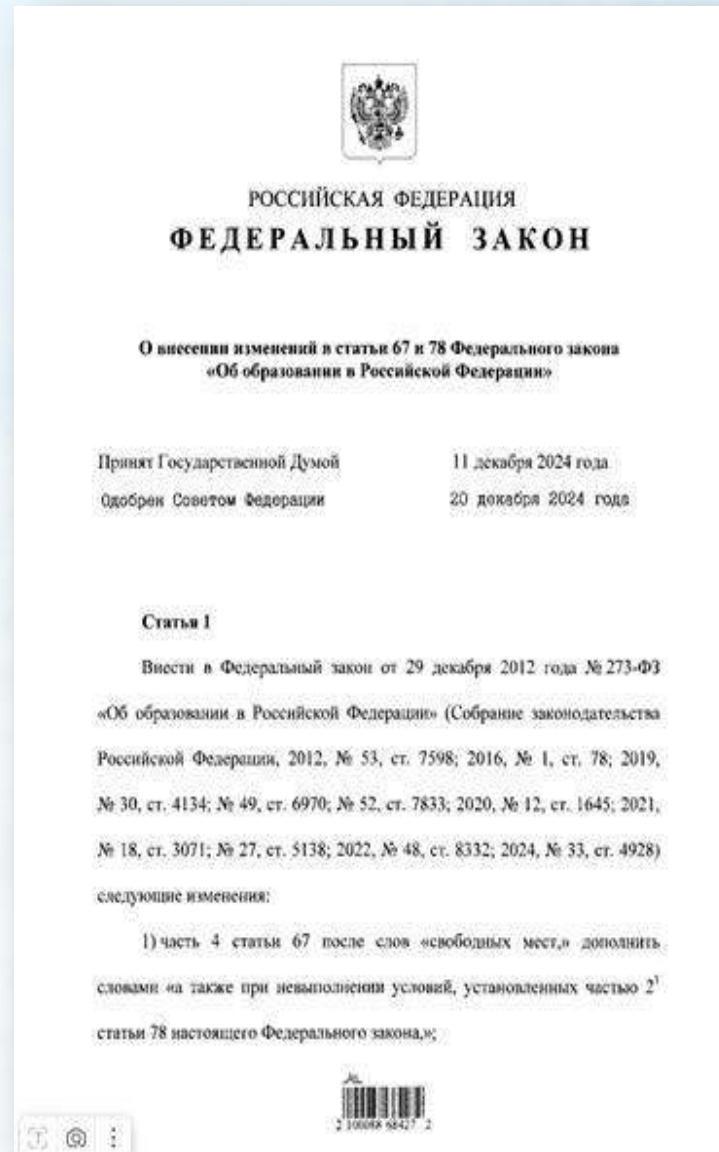 РОССИЙСКАЯ ФЕДЕРАЦИЯ
ФЕДЕРАЛЬНЫЙ ЗАКОН
О внесении изменений в статьи 67 и 78 Федерального закона
«Об образовании в Российской Федерации»
Принят Государственной Думой 11 декабря 2024 года
Одобрен Советом Федерации 20 декабря 2024 года
Статья 1
Внести в Федеральный закон от 29 декабря 2012 года № 273-ФЗ
«Об образовании в Российской Федерации» (Собрание законодательства
Российской Федерации, 2012, № 53, ст. 7598; 2016, № 1, ст. 78; 2019,
№ 30, ст. 4134; № 49, ст. 6970; № 52, ст. 7833; 2020, № 12, ст. 1645; 2021,
№ 18, ст. 3071; № 27, ст. 5138; 2022, № 48, ст. 8332; 2024, № 33, ст. 4928)
следующие изменения:
1) часть 4 статьи 67 после слов «свободных мест,» дополнить
словами «а также при невыполнении условий, установленных частью 2¹
статьи 78 настоящего Федерального закона,»;
2 100088 68427 2